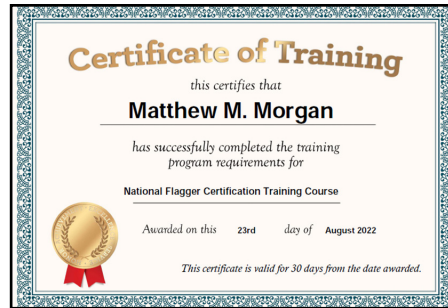 Certificate of Training
this certifies that
Matthew M. Morgan
has successfully completed the training
program requirements for
National Flagger Certification Training Course
Awarded on this 23rd day of August 2022
This certificate is valid for 30 days from the date awarded.